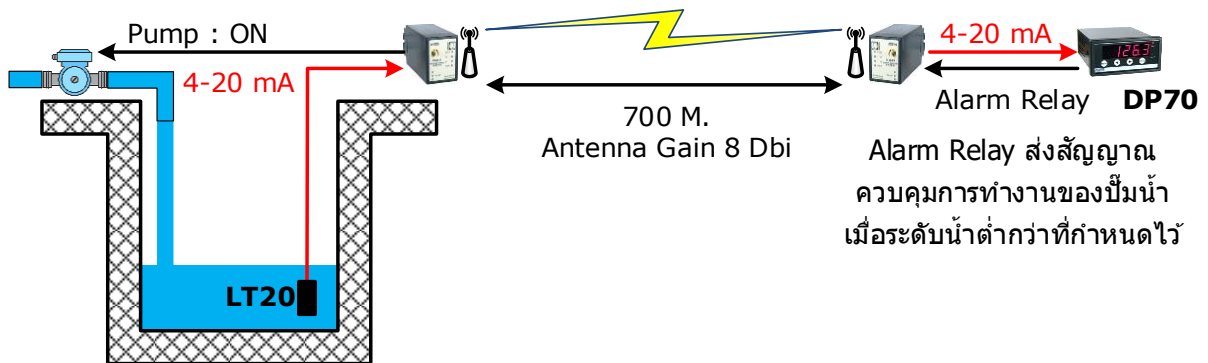 Pump : ON
4-20 mA
4-20 mA
Alarm Relay DP70
700 M.
Antenna Gain 8 Dbi
Alarm Relay ส่งสัญญาณ
ควบคุมการทำงานของปั๊มน้ำ
เมื่อระดับน้ำต่ำกว่าที่กำหนดไว้
LT20
126.3